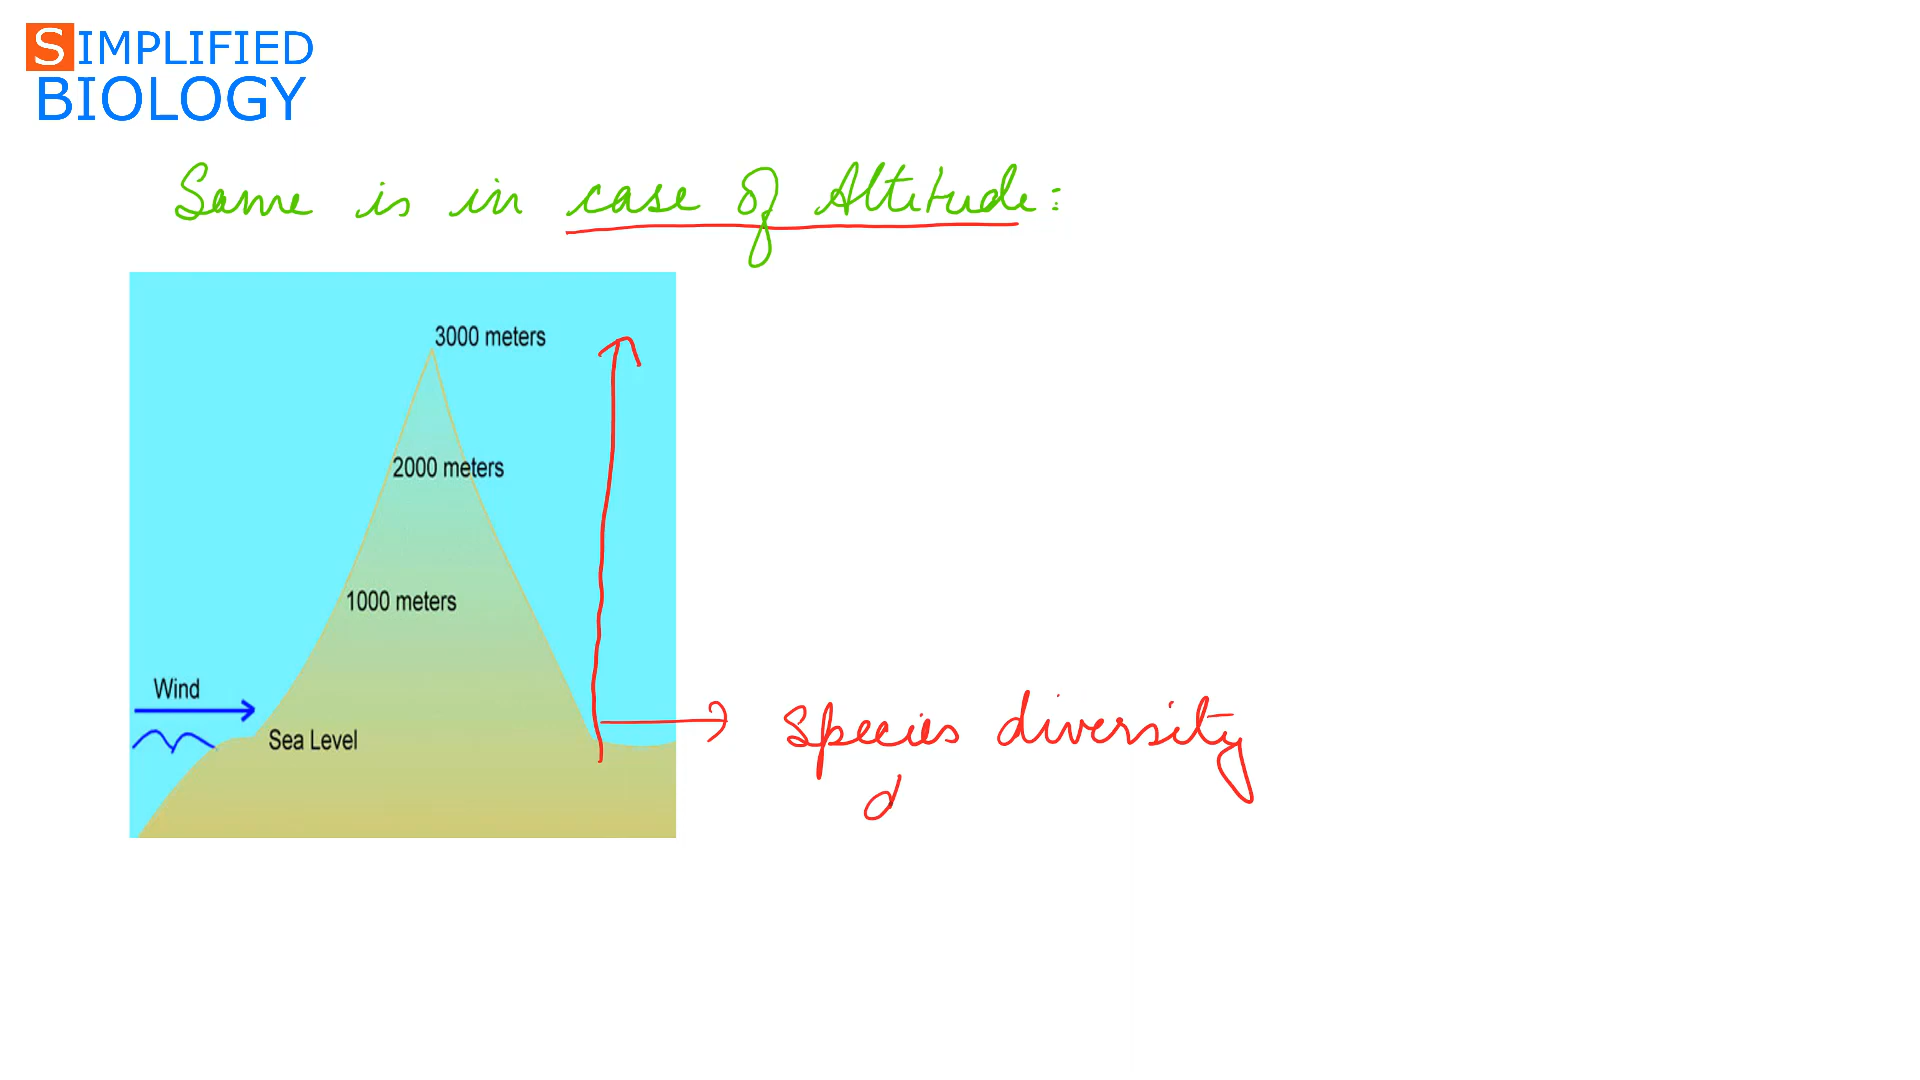 SIMPLIFIED
BIOLOGY
Same is in case of Altitude:
3000 meters
2000 meters
1000 meters
Wind
Sea Level
Species diversity
d